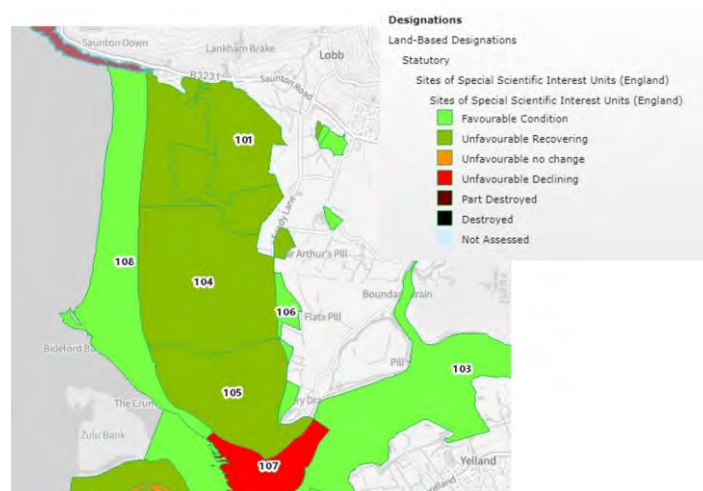 Designations
Land-Based Designations
Statutory
Sites of Special Scientific Interest Units (England)
Sites of Special Scientific Interest Units (England)
Favourable Condition
Unfavourable Recovering
Unfavourable no change
Unfavourable Declining
Part Destroyed
Destroyed
Not Assessed
Saunton Down
Lankham Brake
Lobb
B3231
Saunton Road
101
Sandy Lane
Arthur's Pill
108
104
106
Boundary Drain
Flats Pill
Bideford Ba
Pill
103
105
The Crun
Zulu Bank
107
Yelland